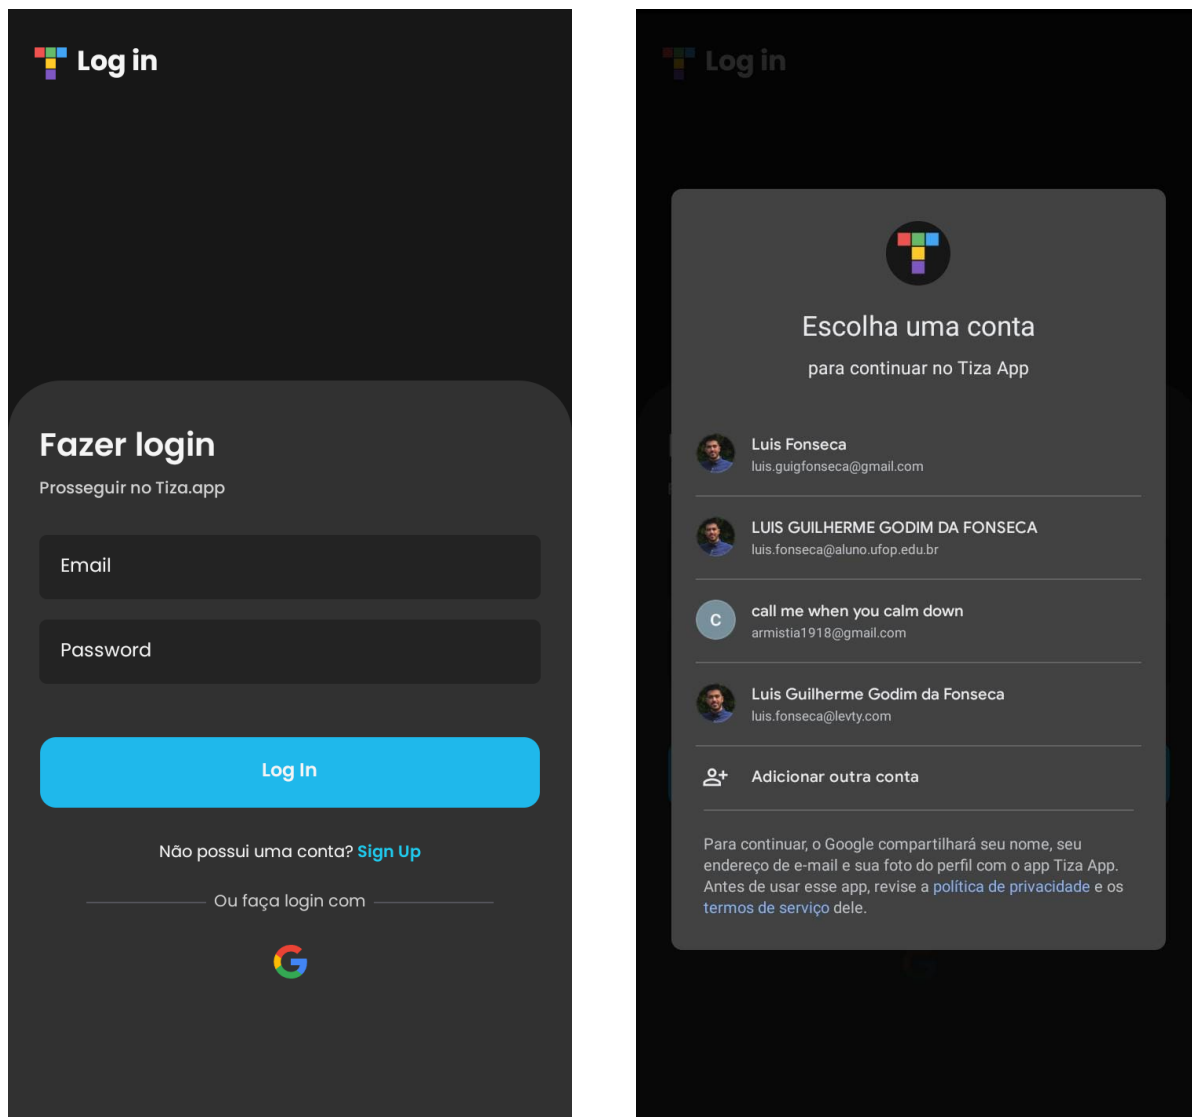 Log in
Fazer login
Prosseguir no Tiza.app
Email
Password
Log In
Não possui uma conta? Sign Up
Ou faça login com
Log in
Escolha uma conta
para continuar no Tiza App
Luis Fonseca
luis.guigfonseca@gmail.com
LUIS GUILHERME GODIM DA FONSECA
luis.fonseca@aluno.ufop.edu.br
C
call me when you calm down
armistia1918@gmail.com
Luis Guilherme Godim da Fonseca
luis.fonseca@levty.com
Adicionar outra conta
Para continuar, o Google compartilhará seu nome, seu
endereço de e-mail e sua foto do perfil com o app Tiza App.
Antes de usar esse app, revise a política de privacidade e os
termos de serviço dele.